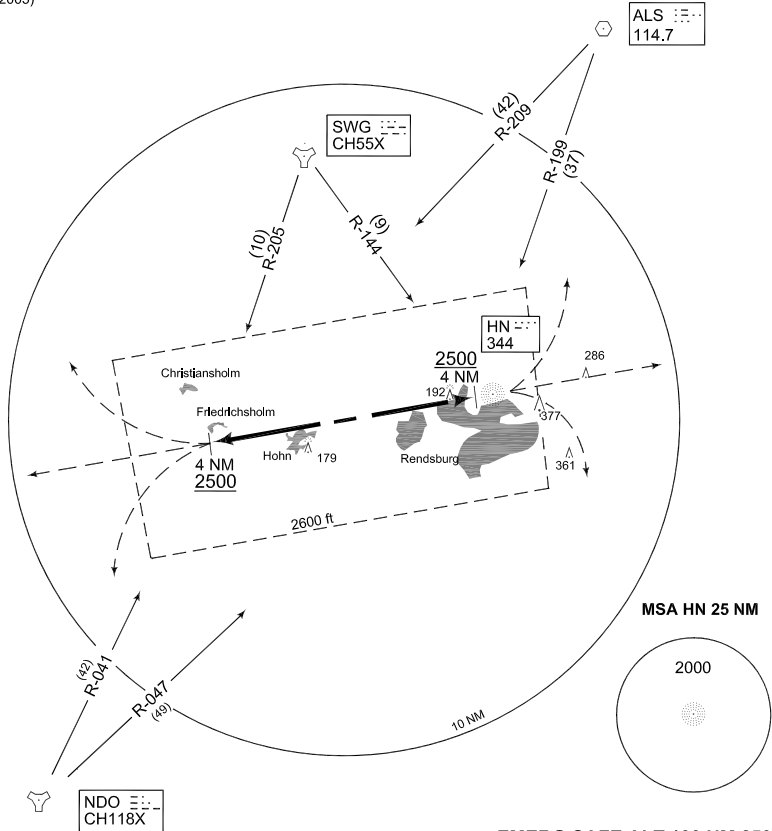 2005)
ALS
114.7
SWG
CH55X
(42)
R-209
R-199
(37)
(10)
R-205
(9)
R-144
HN
344
2500
4 NM
286
Christiansholm
192
377
Friedrichsholm
4 NM
2500
Hohn
179
Rendsburg
361
2600 ft
MSA HN 25 NM
2000
(42)
R-041
R-047
(49)
10 NM
NDO
CH118X